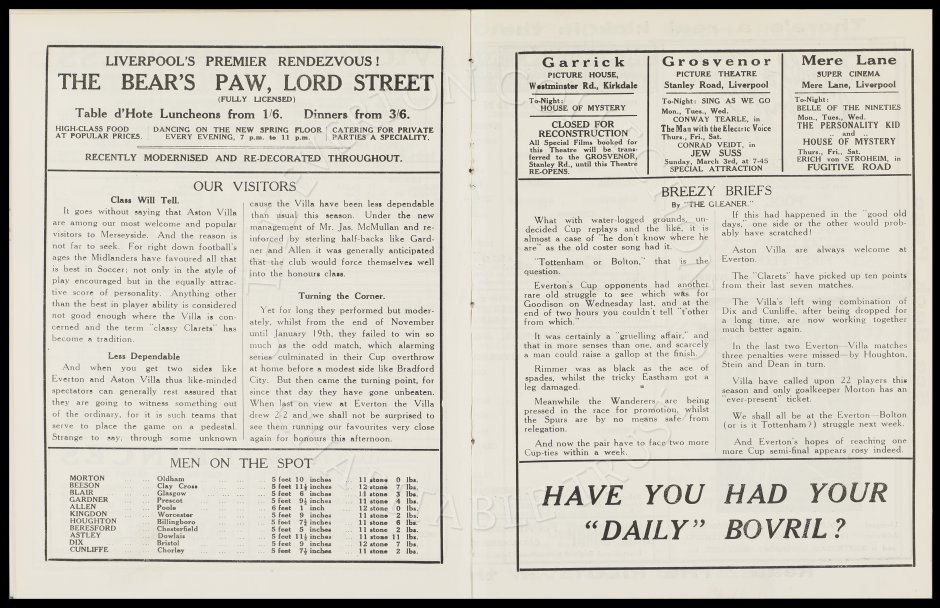 LIVERPOOL'S PREMIER RENDEZVOUS!
THE BEAR'S PAW, LORD STREET
(FULLY LICENSED)
Table d'Hote Luncheons from 1/6. Dinners from 3/6.
HIGH-CLASS FOOD
AT POPULAR PRICES.
DANCING ON THE NEW SPRING FLOOR
EVERY EVENING, 7 p.m. to 11 p.m.
CATERING FOR PRIVATE
PARTIES A SPECIALITY.
RECENTLY MODERNISED AND RE-DECORATED THROUGHOUT.
OUR VISITORS
Class Will Tell.
It goes without saying that Aston Villa
are among our most welcome and popular
visitors to Merseyside. And the reason is
not far to seek. For right down football's
ages the Midlanders have favoured all that
is best in Soccer; not only in the style of
play encouraged but in the equally attrac-
tive score of personality. Anything other
than the best in player ability is considered
not good enough where the Villa is con-
cerned and the term "classy Clarets" has
become a tradition.
Less Dependable
And when you get two sides like
Everton and Aston Villa thus like-minded
spectators can generally rest assured that
they are going to witness something out
of the ordinary, for it is such teams that
serve to place the game on a pedestal.
Strange to say, through some unknown
cause the Villa have been less dependable
than usual this season. Under the new
management of Mr. Jas. McMullan and re-
inforced by sterling half-backs like Gard-
ner and Allen it was generally anticipated
that the club would force themselves well
into the honours class.
Turning the Corner.
Yet for long they performed but moder-
ately, whilst from the end of November
until January 19th, they failed to win so
much as the odd match, which alarming
series culminated in their Cup overthrow
at home before a modest side like Bradford
City. But then came the turning point, for
since that day they have gone unbeaten.
When last on view at Everton the Villa
drew 2-2 and we shall not be surprised to
see them running our favourites very close
again for honours this afternoon.
MEN ON THE SPOT
MORTON Oldham 5 feet 10 inches 11 stone 0 lbs.
BEESON Clay Cross 5 feet 11½ inches 12 stone 7 lbs.
BLAIR Glasgow 5 feet 6 inches 11 stone 3 lbs.
GARDNER Prescot 5 feet 9½ inches 11 stone 4 lbs.
ALLEN Poole 6 feet 1 inch 12 stone 0 lbs.
KINGDON Worcester 5 feet 9 inches 11 stone 2 lbs.
HOUGHTON Billingboro 5 feet 7½ inches 11 stone 6 lbs.
BERESFORD Chesterfield 5 feet 5 inches 11 stone 2 lbs.
ASTLEY Dowlais 5 feet 11½ inches 11 stone 11 lbs.
DIX Bristol 5 feet 9 inches 12 stone 7 lbs.
CUNLIFFE Chorley 5 feet 7½ inches 11 stone 2 lbs.
Garrick
PICTURE HOUSE,
Westminster Rd., Kirkdale
To-Night:
HOUSE OF MYSTERY
CLOSED FOR
RECONSTRUCTION
All Special Films booked for
this Theatre will be trans-
ferred to the GROSVENOR,
Stanley Rd., until this Theatre
RE-OPENS.
Grosvenor
PICTURE THEATRE
Stanley Road, Liverpool
To-Night: SING AS WE GO
Mon., Tues., Wed.
CONWAY TEARLE, in
The Man with the Electric Voice
Thurs., Fri., Sat.
CONRAD VEIDT, in
JEW SUSS
Sunday, March 3rd, at 7-45
SPECIAL ATTRACTION
Mere Lane
SUPER CINEMA
Mere Lane, Liverpool
To-Night:
BELLE OF THE NINETIES
Mon., Tues., Wed.
THE PERSONALITY KID
.. and ..
HOUSE OF MYSTERY
Thurs., Fri., Sat.
ERICH von STROHEIM, in
FUGITIVE ROAD
BREEZY BRIEFS
By "THE GLEANER."
What with water-logged grounds, un-
decided Cup replays and the like, it is
almost a case of "he don't know where he
are" as the old coster song had it.
"Tottenham or Bolton," that is the
question.
Everton's Cup opponents had another
rare old struggle to see which was for
Goodison on Wednesday last, and at the
end of two hours you couldn't tell "t'other
from which."
It was certainly a "gruelling affair," and
that in more senses than one, and scarcely
a man could raise a gallop at the finish.
Rimmer was as black as the ace of
spades, whilst the tricky Eastham got a
leg damaged.
Meanwhile the Wanderers are being
pressed in the race for promotion, whilst
the Spurs are by no means safe from
relegation.
And now the pair have to face two more
Cup-ties within a week.
If this had happened in the "good old
days," one side or the other would prob-
ably have scratched!
Aston Villa are always welcome at
Everton.
The "Clarets" have picked up ten points
from their last seven matches.
The Villa's left wing combination of
Dix and Cunliffe, after being dropped for
a long time, are now working together
much better again.
In the last two Everton—Villa matches
three penalties were missed—by Houghton,
Stein and Dean in turn.
Villa have called upon 22 players this
season and only goalkeeper Morton has an
"ever-present" ticket.
We shall all be at the Everton—Bolton
(or is it Tottenham?) struggle next week.
And Everton's hopes of reaching one
more Cup semi-final appears rosy indeed.
HAVE YOU HAD YOUR
"DAILY" BOVRIL?